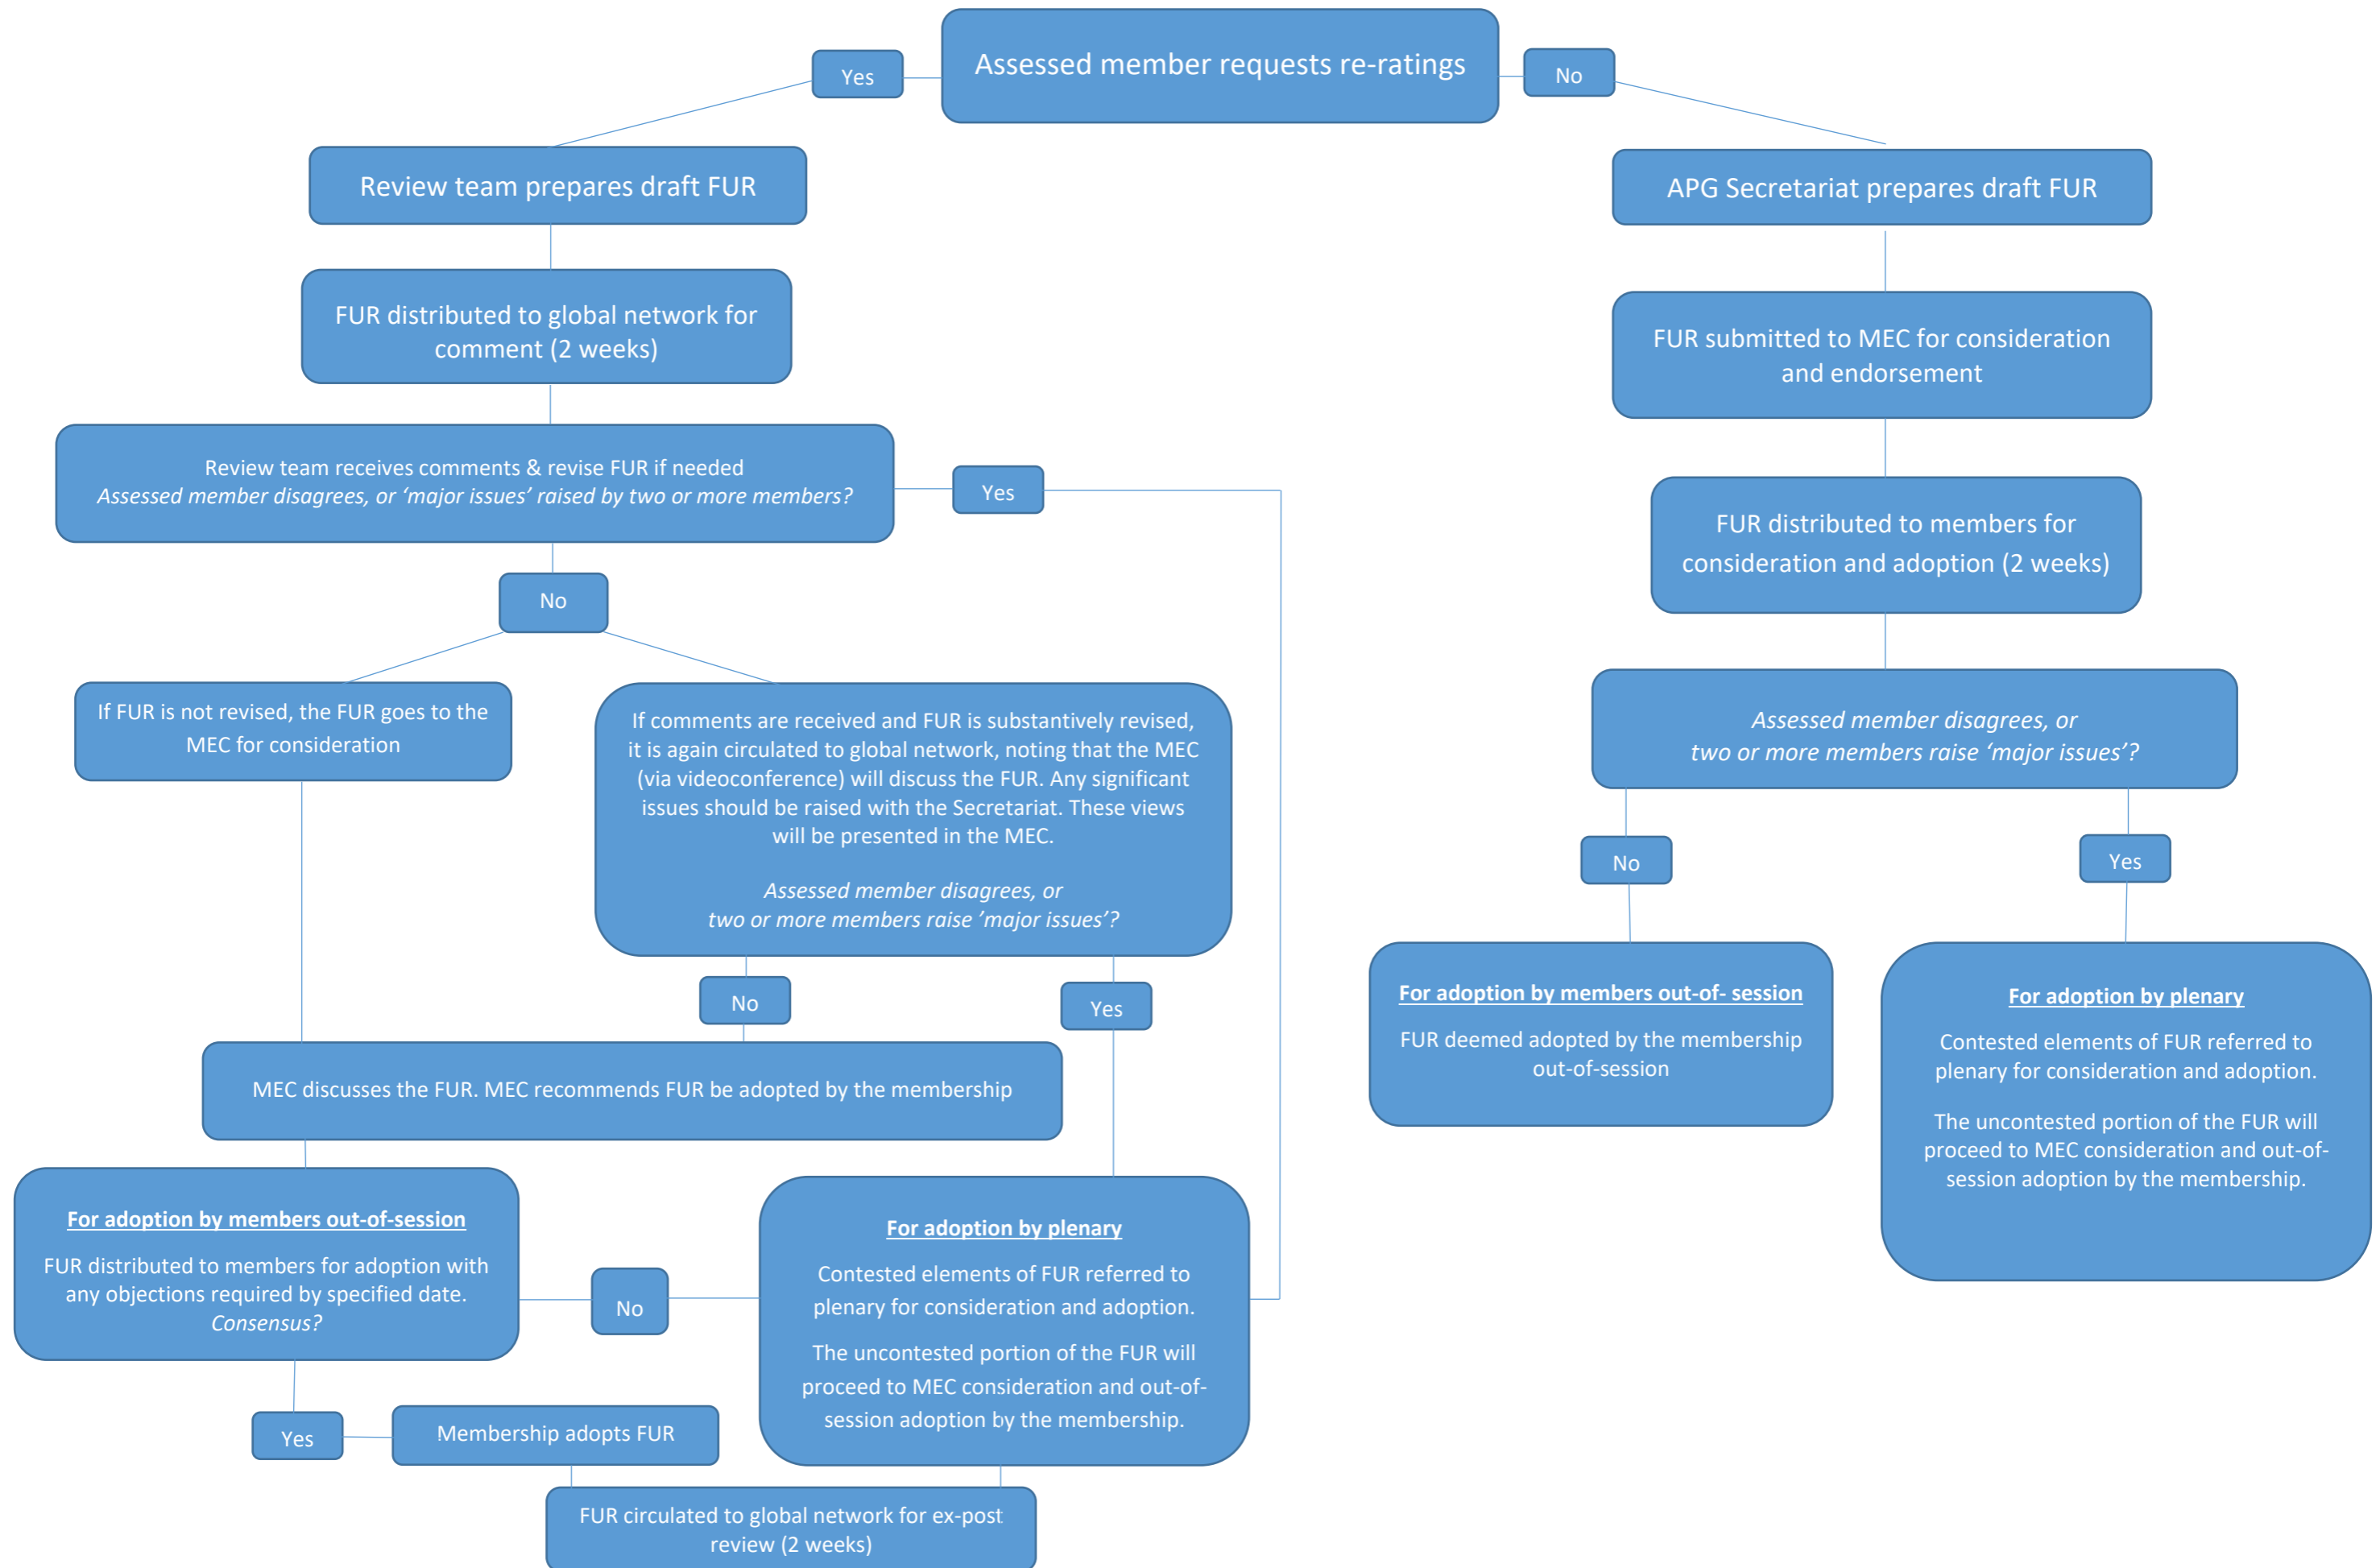 Assessed member requests re-ratings
Yes
No
Review team prepares draft FUR
APG Secretariat prepares draft FUR
FUR distributed to global network for
comment (2 weeks)
FUR submitted to MEC for consideration
and endorsement
Review team receives comments & revise FUR if needed
Assessed member disagrees, or ‘major issues’ raised by two or more members?
Yes
FUR distributed to members for
consideration and adoption (2 weeks)
No
If FUR is not revised, the FUR goes to the
MEC for consideration
If comments are received and FUR is substantively revised,
it is again circulated to global network, noting that the MEC
(via videoconference) will discuss the FUR. Any significant
issues should be raised with the Secretariat. These views
will be presented in the MEC.
Assessed member disagrees, or
two or more members raise ’major issues’?
Assessed member disagrees, or
two or more members raise ‘major issues’?
No
Yes
No
Yes
MEC discusses the FUR. MEC recommends FUR be adopted by the membership
For adoption by members out-of- session
FUR deemed adopted by the membership
out-of-session
For adoption by plenary
Contested elements of FUR referred to
plenary for consideration and adoption.
The uncontested portion of the FUR will
proceed to MEC consideration and out-of-
session adoption by the membership.
For adoption by members out-of-session
FUR distributed to members for adoption with
any objections required by specified date.
Consensus?
No
For adoption by plenary
Contested elements of FUR referred to
plenary for consideration and adoption.
The uncontested portion of the FUR will
proceed to MEC consideration and out-of-
session adoption by the membership.
Yes
Membership adopts FUR
FUR circulated to global network for ex-post
review (2 weeks)